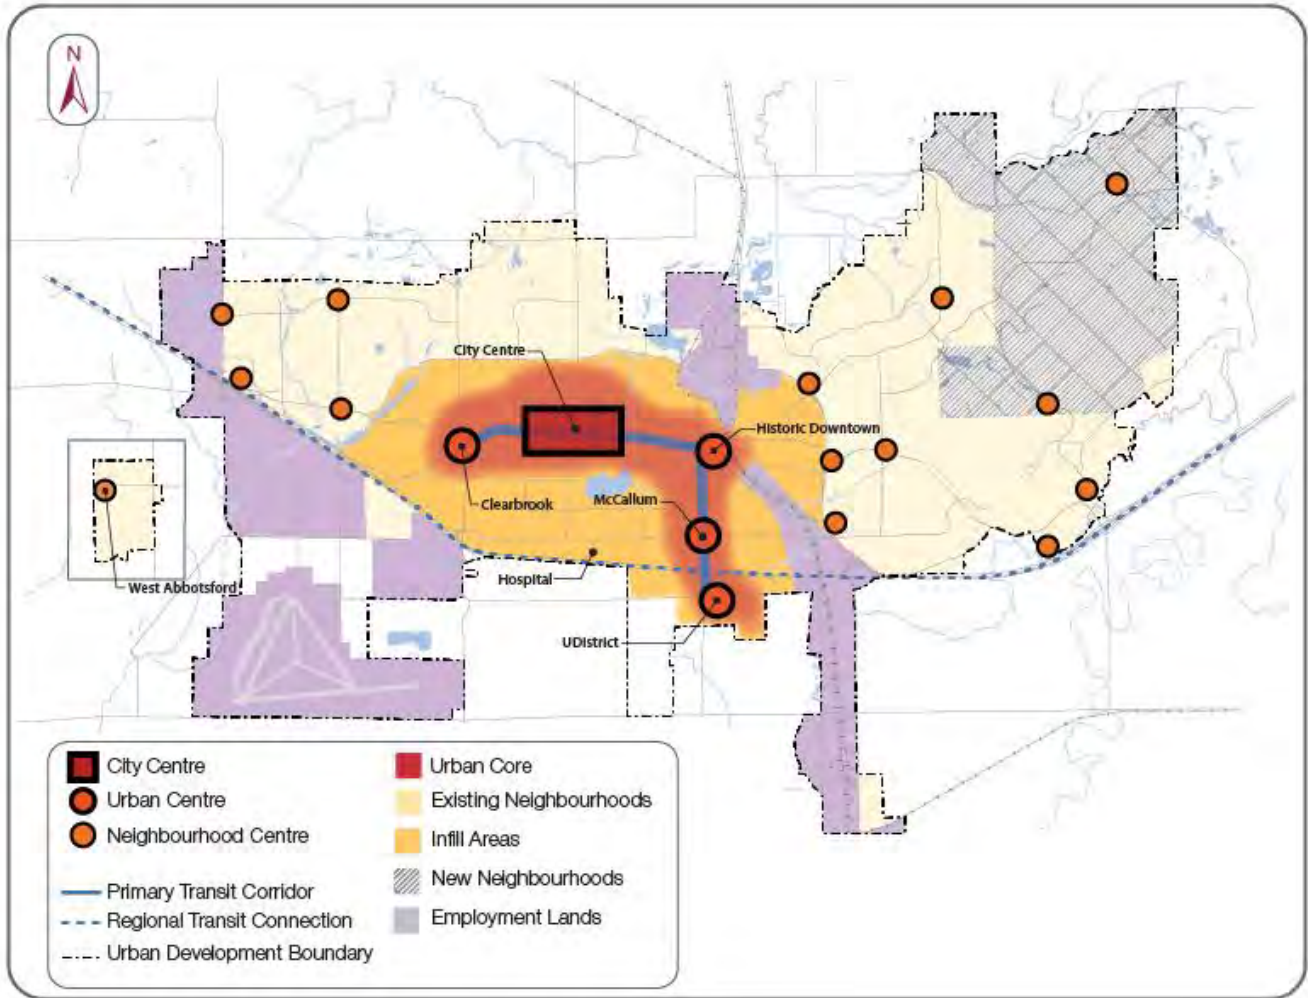 N
City Centre
Historic Downtown
Clearbrook
McCallum
West Abbotsford
Hospital
UDistrict
City Centre
Urban Centre
Neighbourhood Centre
Primary Transit Corridor
Regional Transit Connection
Urban Development Boundary
Urban Core
Existing Neighbourhoods
Infill Areas
New Neighbourhoods
Employment Lands